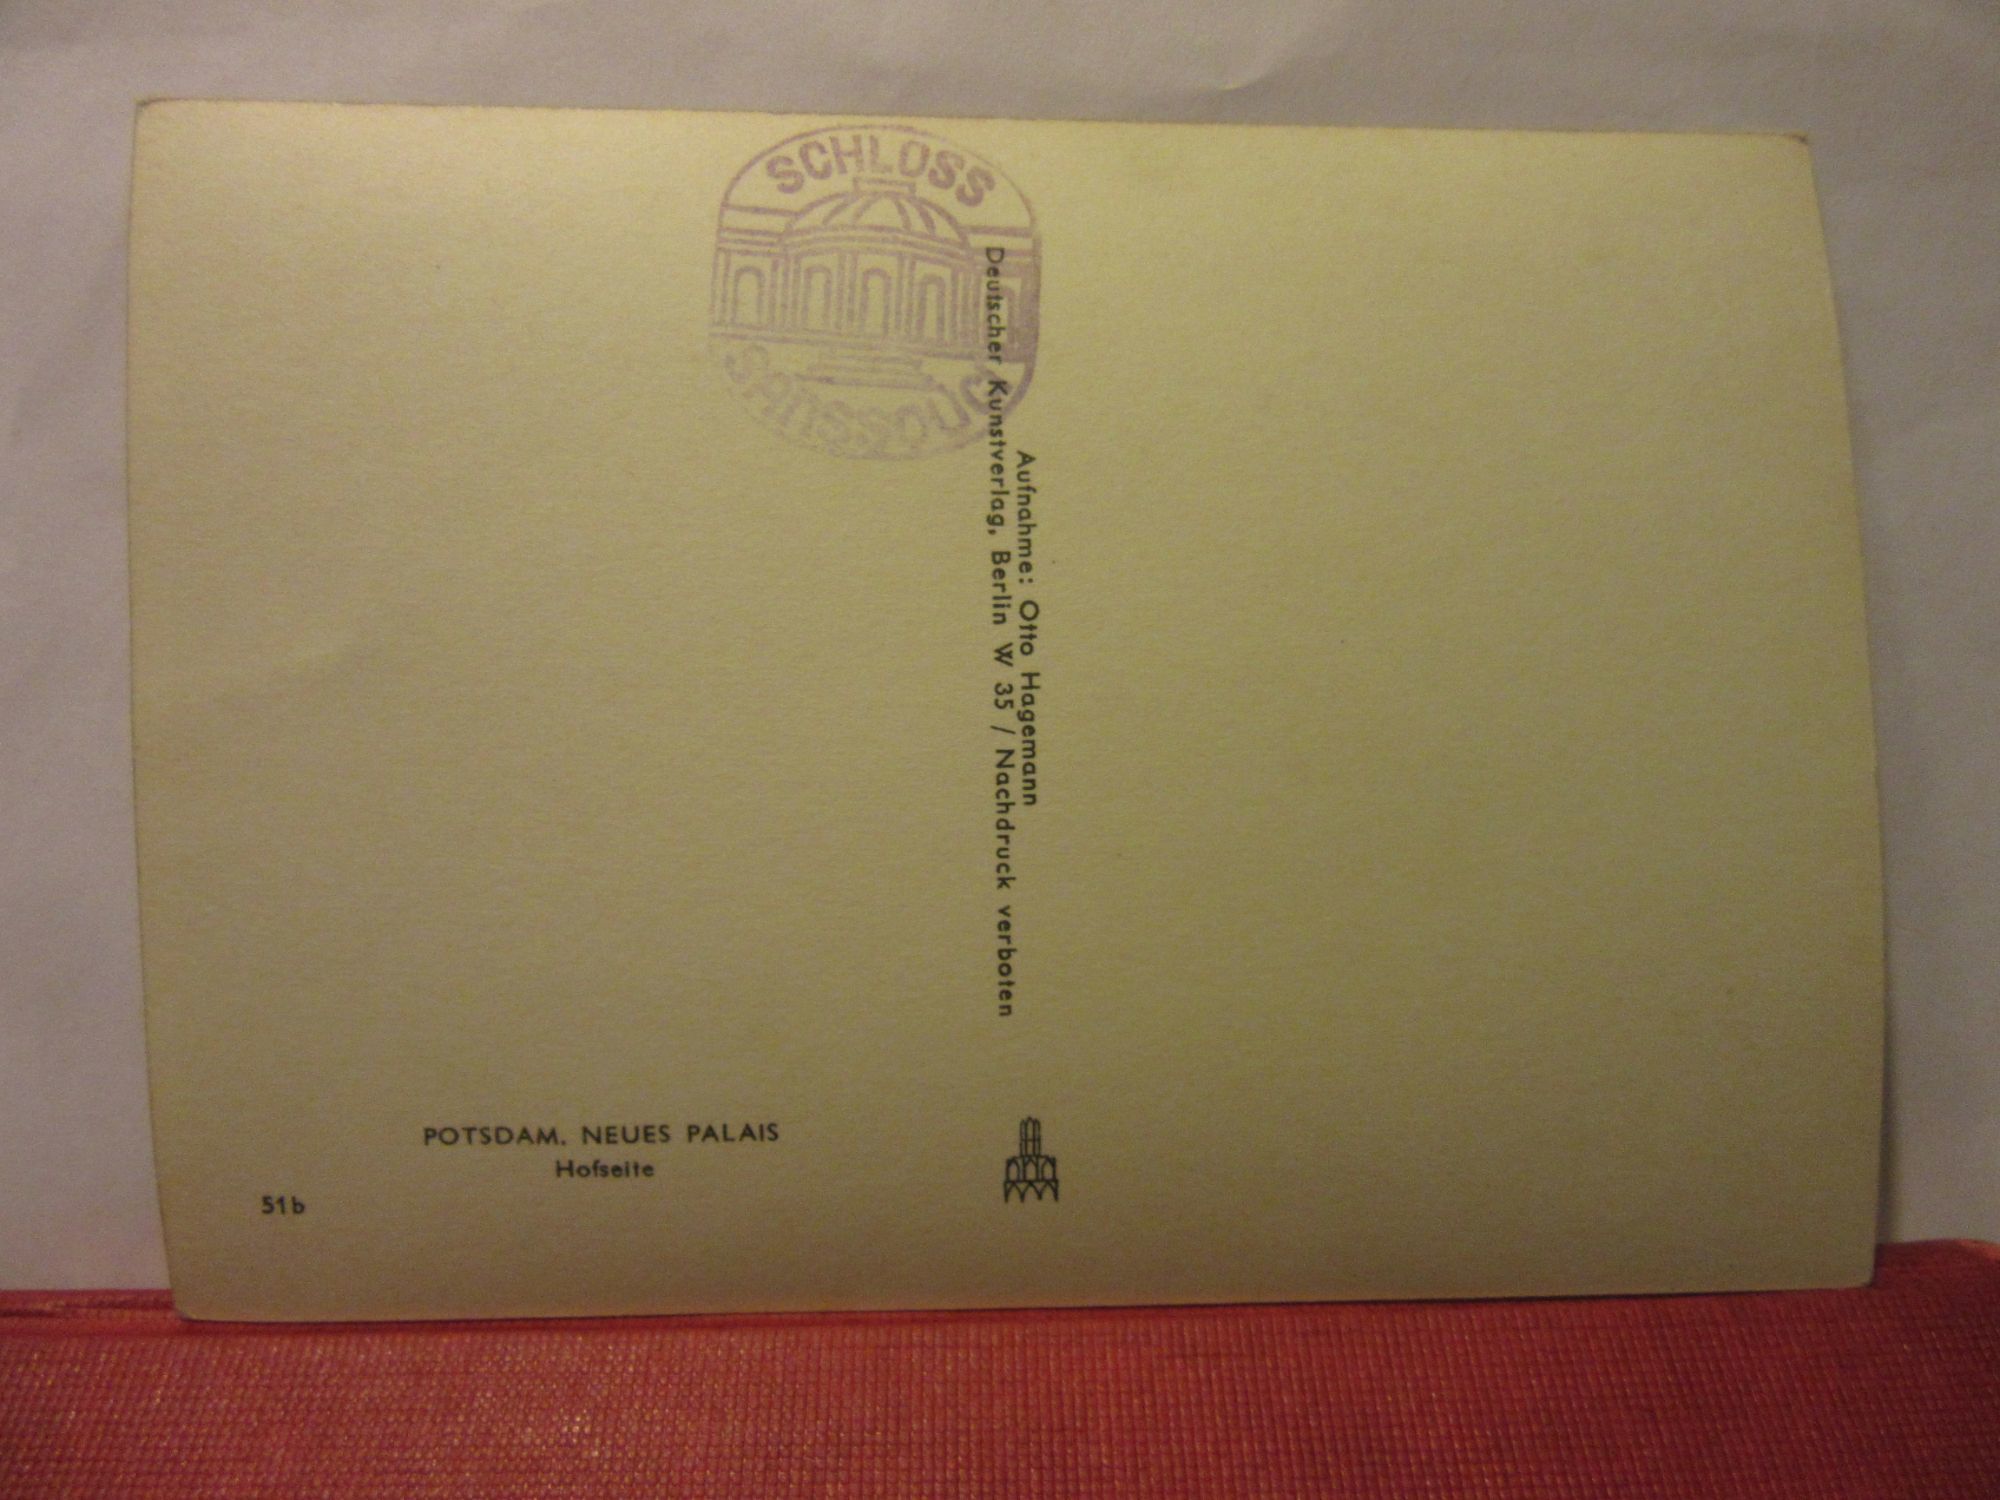 SCHLOSS
SANSSOUCI
Aufnahme: Otto Hagemann
Deutscher Kunstverlag, Berlin W 35 / Nachdruck verboten
POTSDAM. NEUES PALAIS
Hofseite
51b